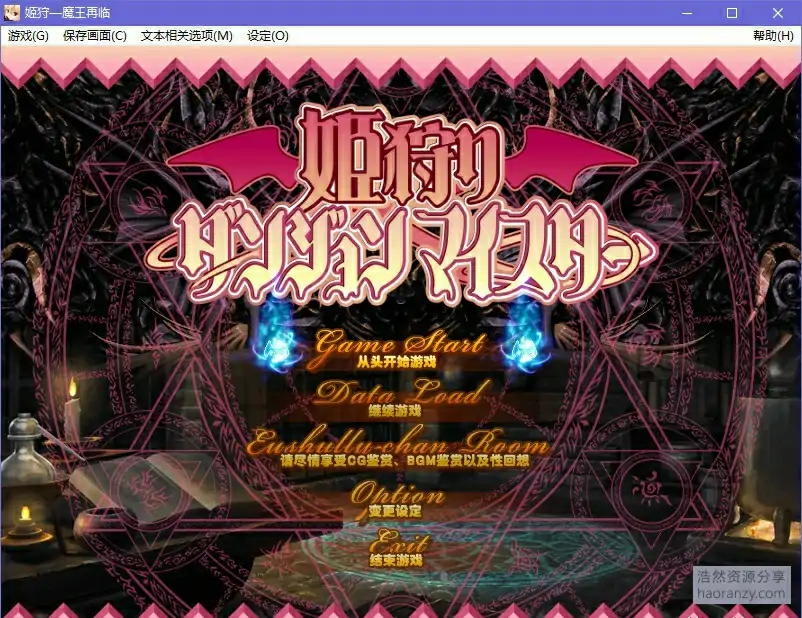 姫狩—魔王再临
游戏(G) 保存画面(C) 文本相关选项(M) 设定(O) 帮助(H)
姫狩り
ダンジョンマイスター
Game Start
从头开始游戏
Data Load
继续游戏
Eushully-chan Room
请尽情享受CG鉴赏、BGM鉴赏以及性回想
Option
变更设定
Exit
结束游戏
浩然资源分享
haoranzy.com